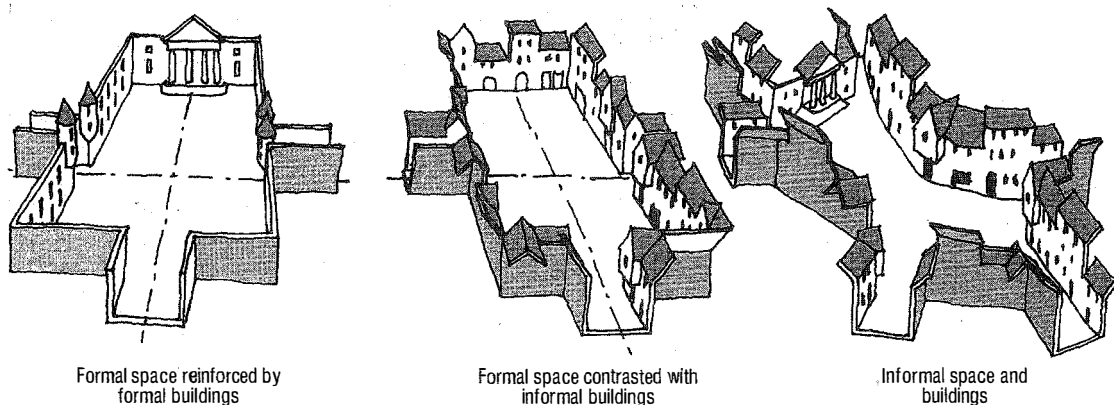 Formal space reinforced by
formal buildings
Formal space contrasted with
informal buildings
Informal space and
buildings